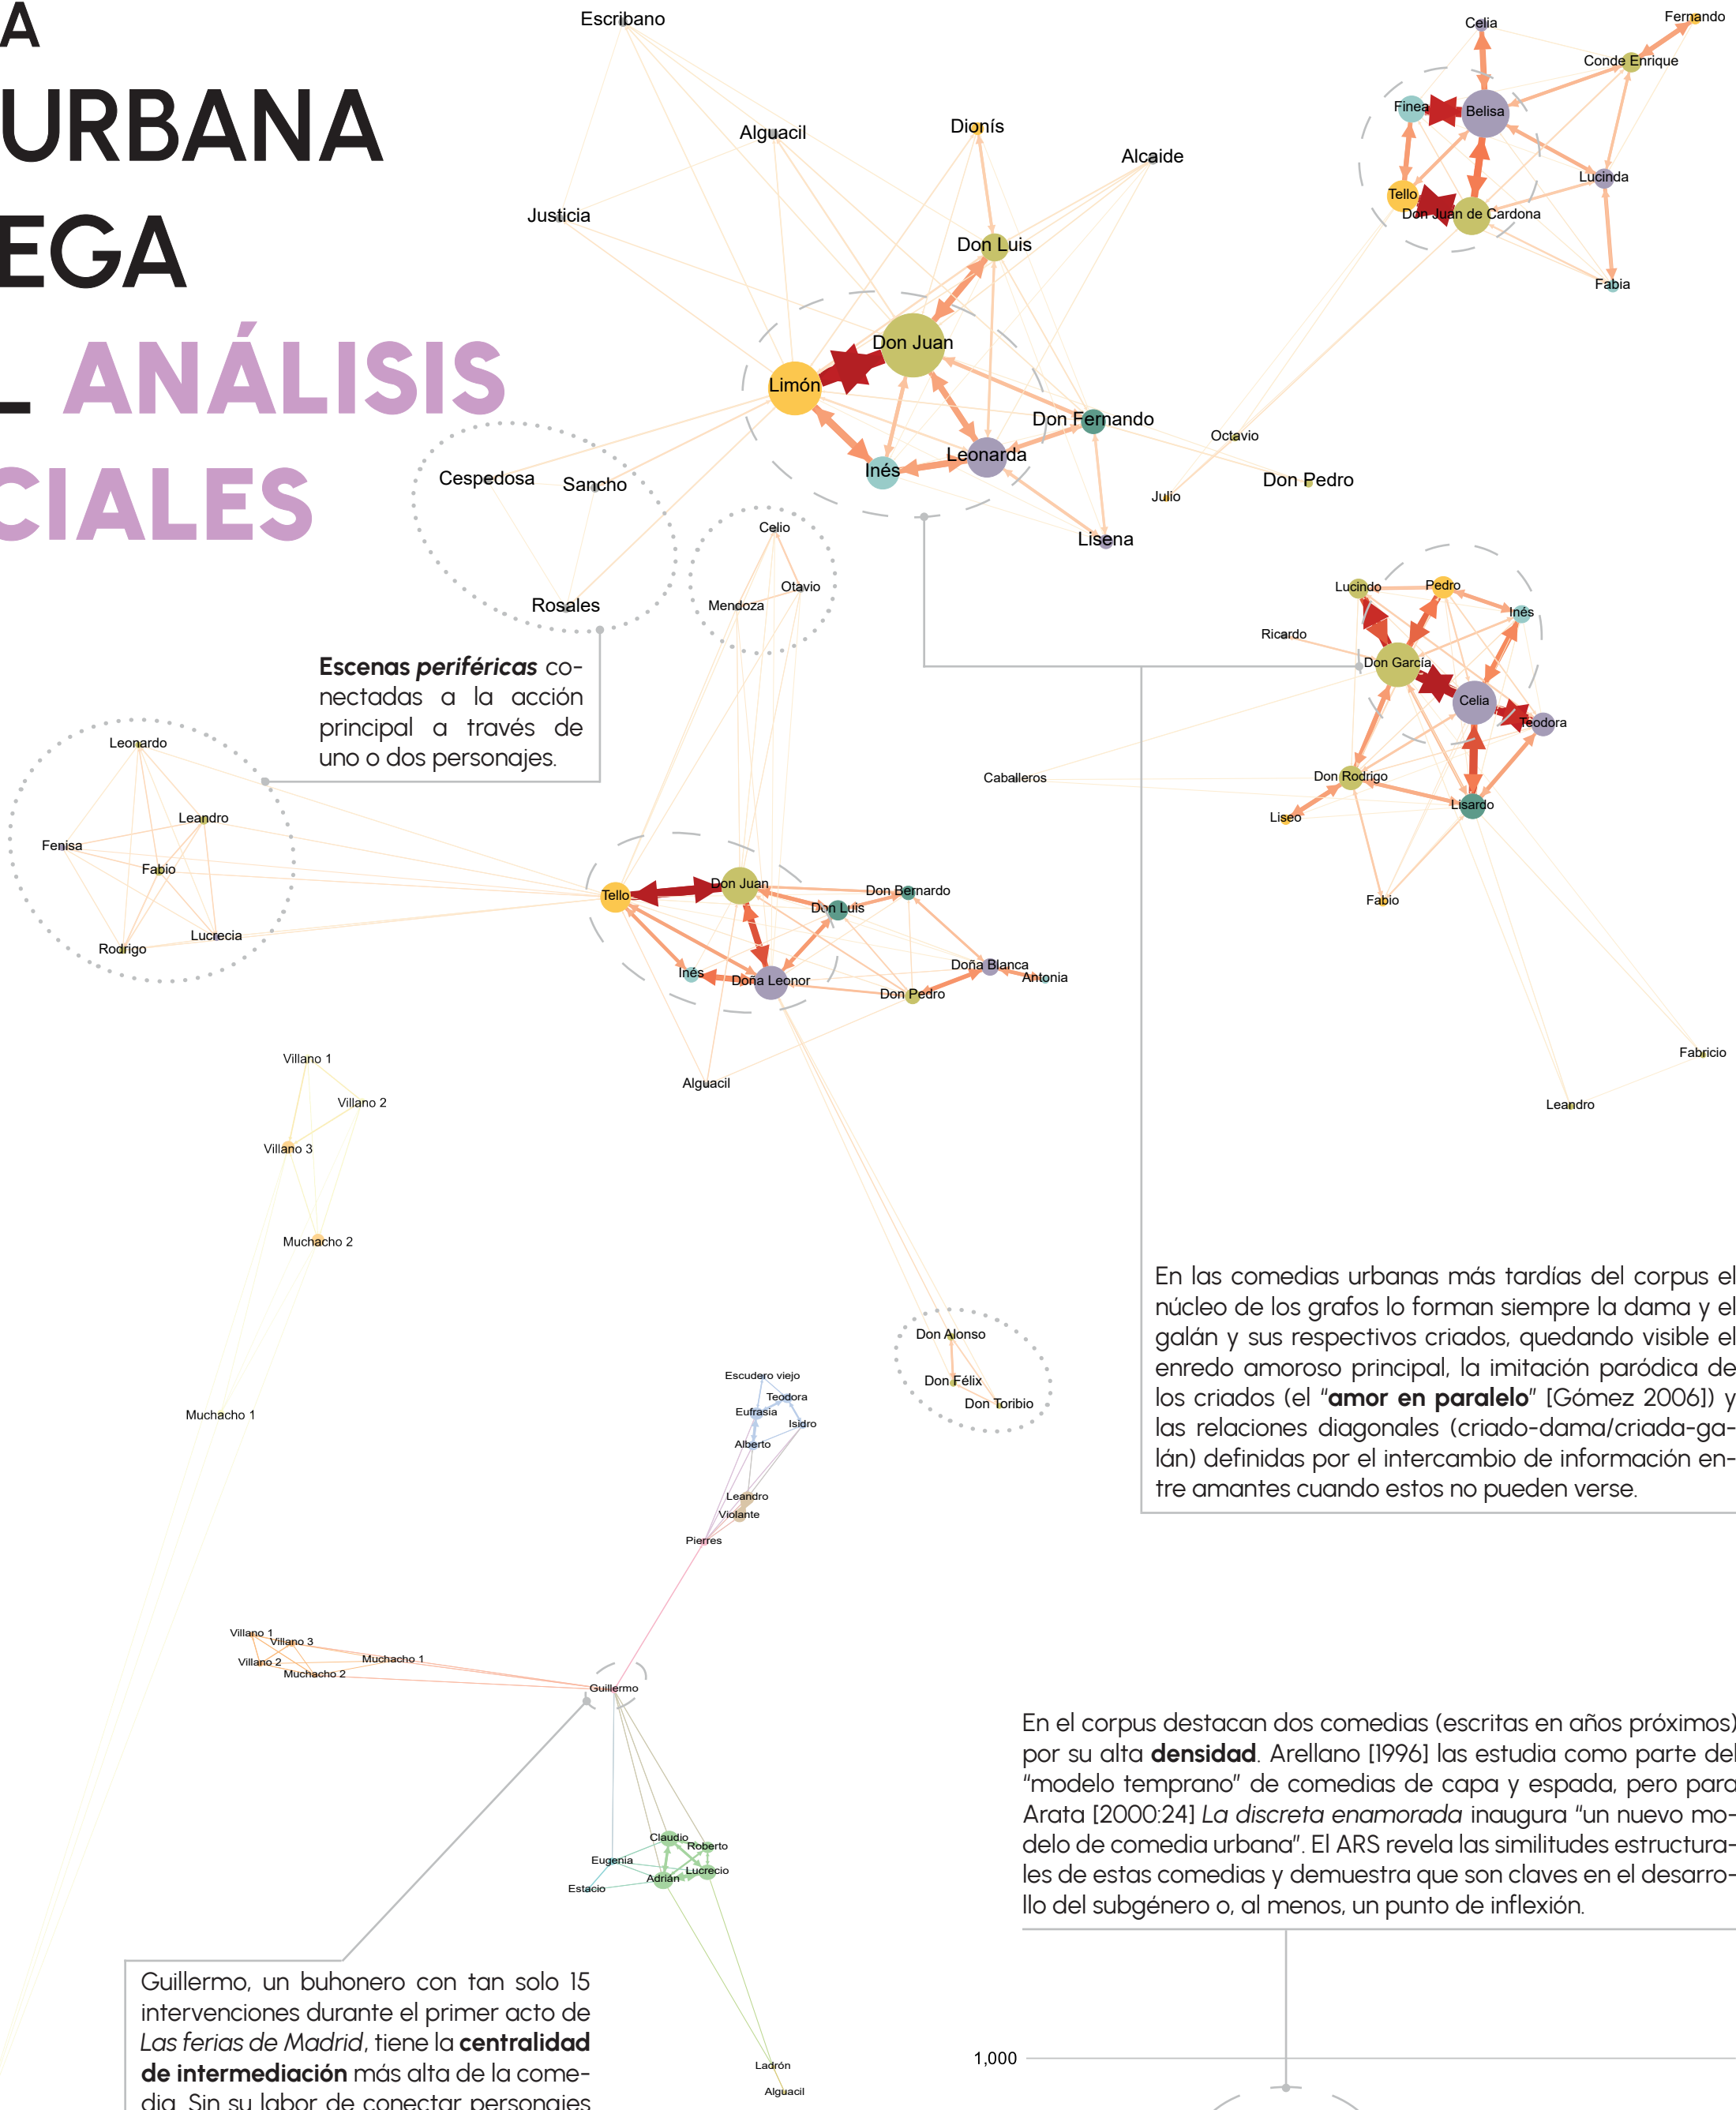 A
URBANA
EGA
L ANÁLISIS
CIALES
Escribano
Alguacil
Dionís
Alcaide
Justicia
Don Luis
Don Juan
Limón
Don Fernando
Leonarda
Inés
Cespedosa
Sancho
Rosales
Lisena
Don Pedro
Celia
Fernando
Conde Enrique
Finea
Belisa
Lucinda
Tello
Don Juan de Cardona
Fabia
Octavio
Julio
Celio
Otavio
Mendoza
Escenas periféricas co-
nectadas a la acción
principal a través de
uno o dos personajes.
Lucindo
Pedro
Inés
Ricardo
Don García
Celia
Teodora
Caballeros
Don Rodrigo
Lisardo
Liseo
Fabio
Fabricio
Leandro
Leonardo
Leandro
Fenisa
Fabio
Lucrecia
Rodrigo
Tello
Don Juan
Don Bernardo
Don Luis
Inés
Doña Leonor
Doña Blanca
Antonia
Don Pedro
Alguacil
Villano 1
Villano 2
Villano 3
Muchacho 2
Muchacho 1
Don Alonso
Don Félix
Don Toribio
En las comedias urbanas más tardías del corpus el
núcleo de los grafos lo forman siempre la dama y el
galán y sus respectivos criados, quedando visible el
enredo amoroso principal, la imitación paródica de
los criados (el “amor en paralelo” [Gómez 2006]) y
las relaciones diagonales (criado-dama/criada-ga-
lán) definidas por el intercambio de información en-
tre amantes cuando estos no pueden verse.
Escudero viejo
Teodora
Eufrasia
Isidro
Alberto
Leandro
Violante
Pierres
Villano 1
Villano 3
Villano 2
Muchacho 1
Muchacho 2
Guillermo
Claudio
Roberto
Eugenia
Lucrecio
Adrián
Estacio
Ladrón
Alguacil
En el corpus destacan dos comedias (escritas en años próximos)
por su alta densidad. Arellano [1996] las estudia como parte del
“modelo temprano” de comedias de capa y espada, pero para
Arata [2000:24] La discreta enamorada inaugura “un nuevo mo-
delo de comedia urbana”. El ARS revela las similitudes estructura-
les de estas comedias y demuestra que son claves en el desarro-
llo del subgénero o, al menos, un punto de inflexión.
Guillermo, un buhonero con tan solo 15
intervenciones durante el primer acto de
Las ferias de Madrid, tiene la centralidad
de intermediación más alta de la come-
dia. Sin su labor de conectar personajes
1,000